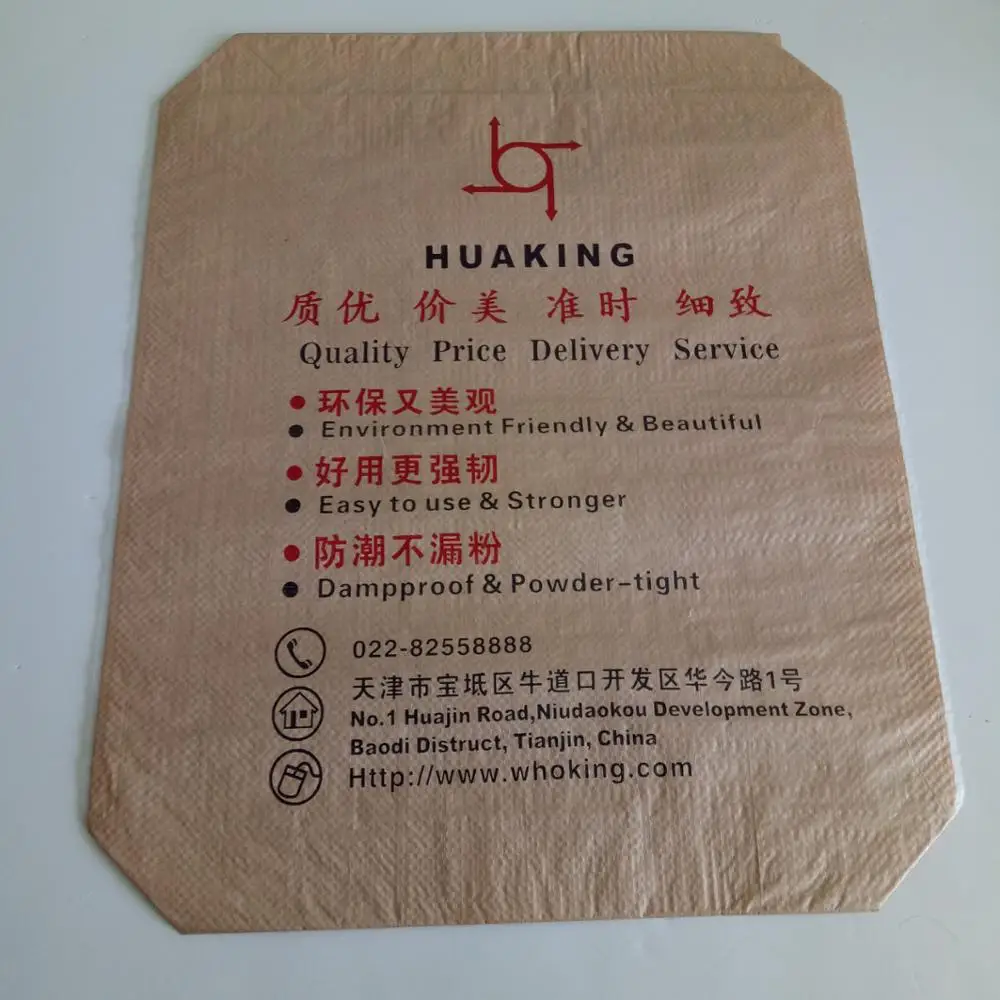 HUAKING
质优 价美 准时 细致
Quality Price Delivery Service
● 环保又美观
● Environment Friendly & Beautiful
● 好用更强韧
● Easy to use & Stronger
● 防潮不漏粉
● Dampproof & Powder-tight
022-82558888
天津市宝坻区牛道口开发区华今路1号
No.1 Huajin Road,Niudaokou Development Zone,
Baodi Distruct, Tianjin, China
Http://www.whoking.com